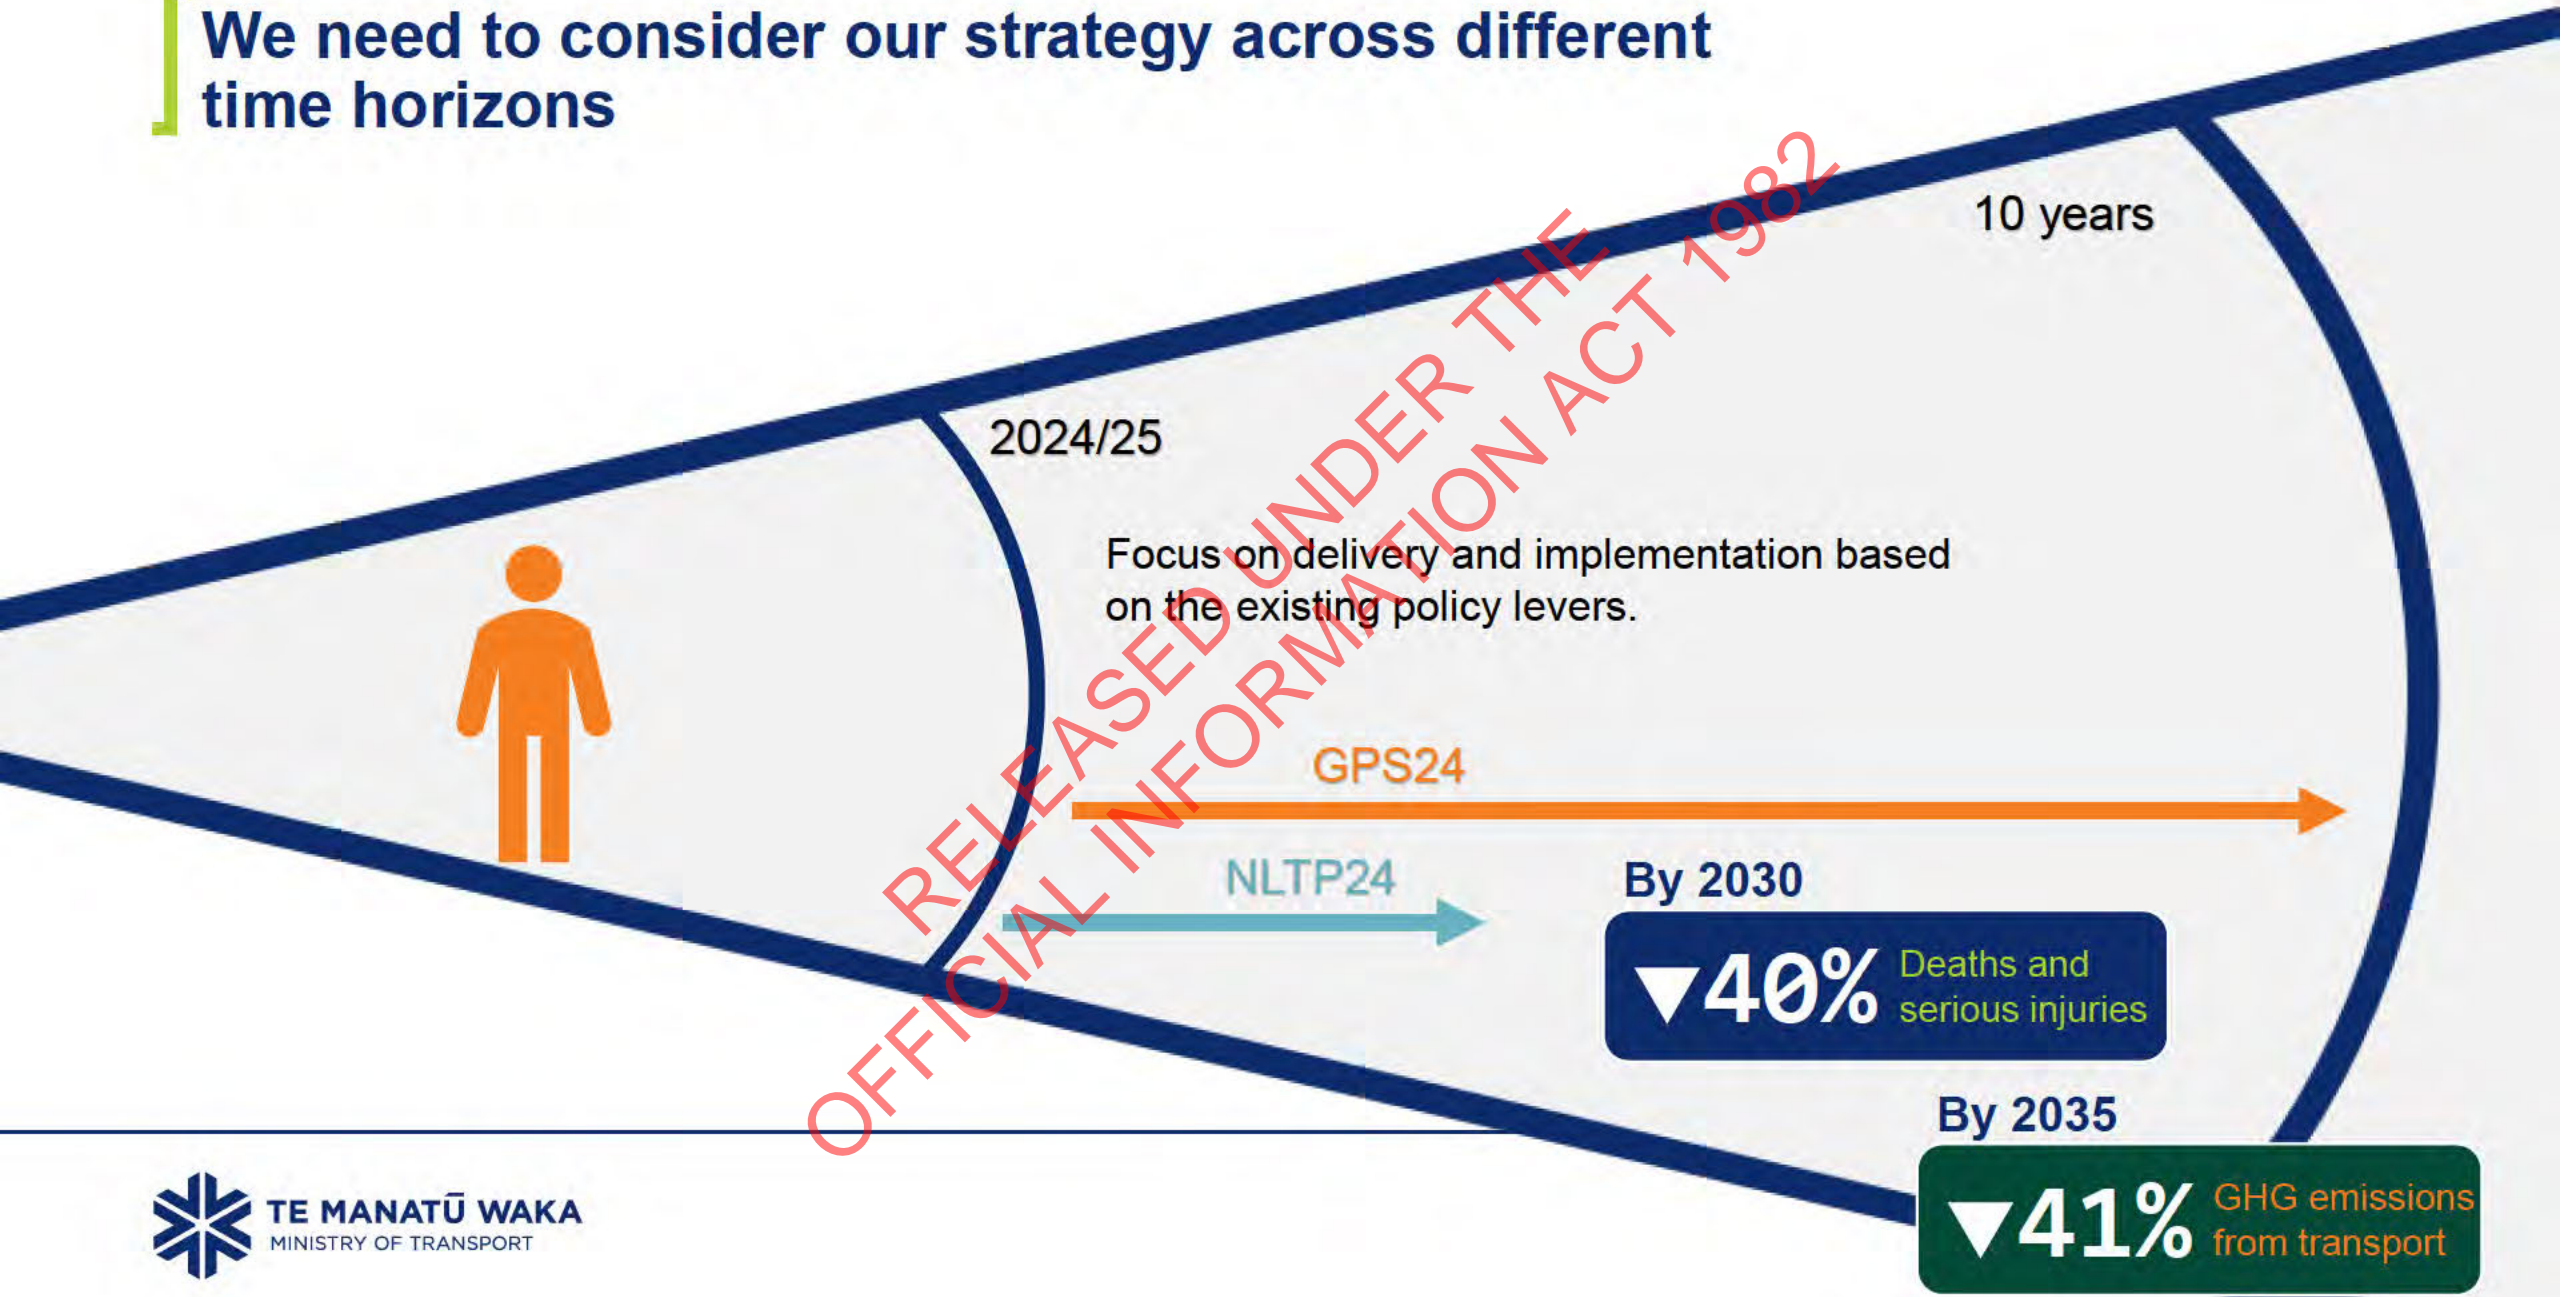 We need to consider our strategy across different
time horizons
10 years
2024/25
Focus on delivery and implementation based
on the existing policy levers.
GPS24
NLTP24
By 2030
▼40%
Deaths and
serious injuries
By 2035
▼41%
GHG emissions
from transport
TE MANATŪ WAKA
MINISTRY OF TRANSPORT
RELEASED UNDER THE
OFFICIAL INFORMATION ACT 1982